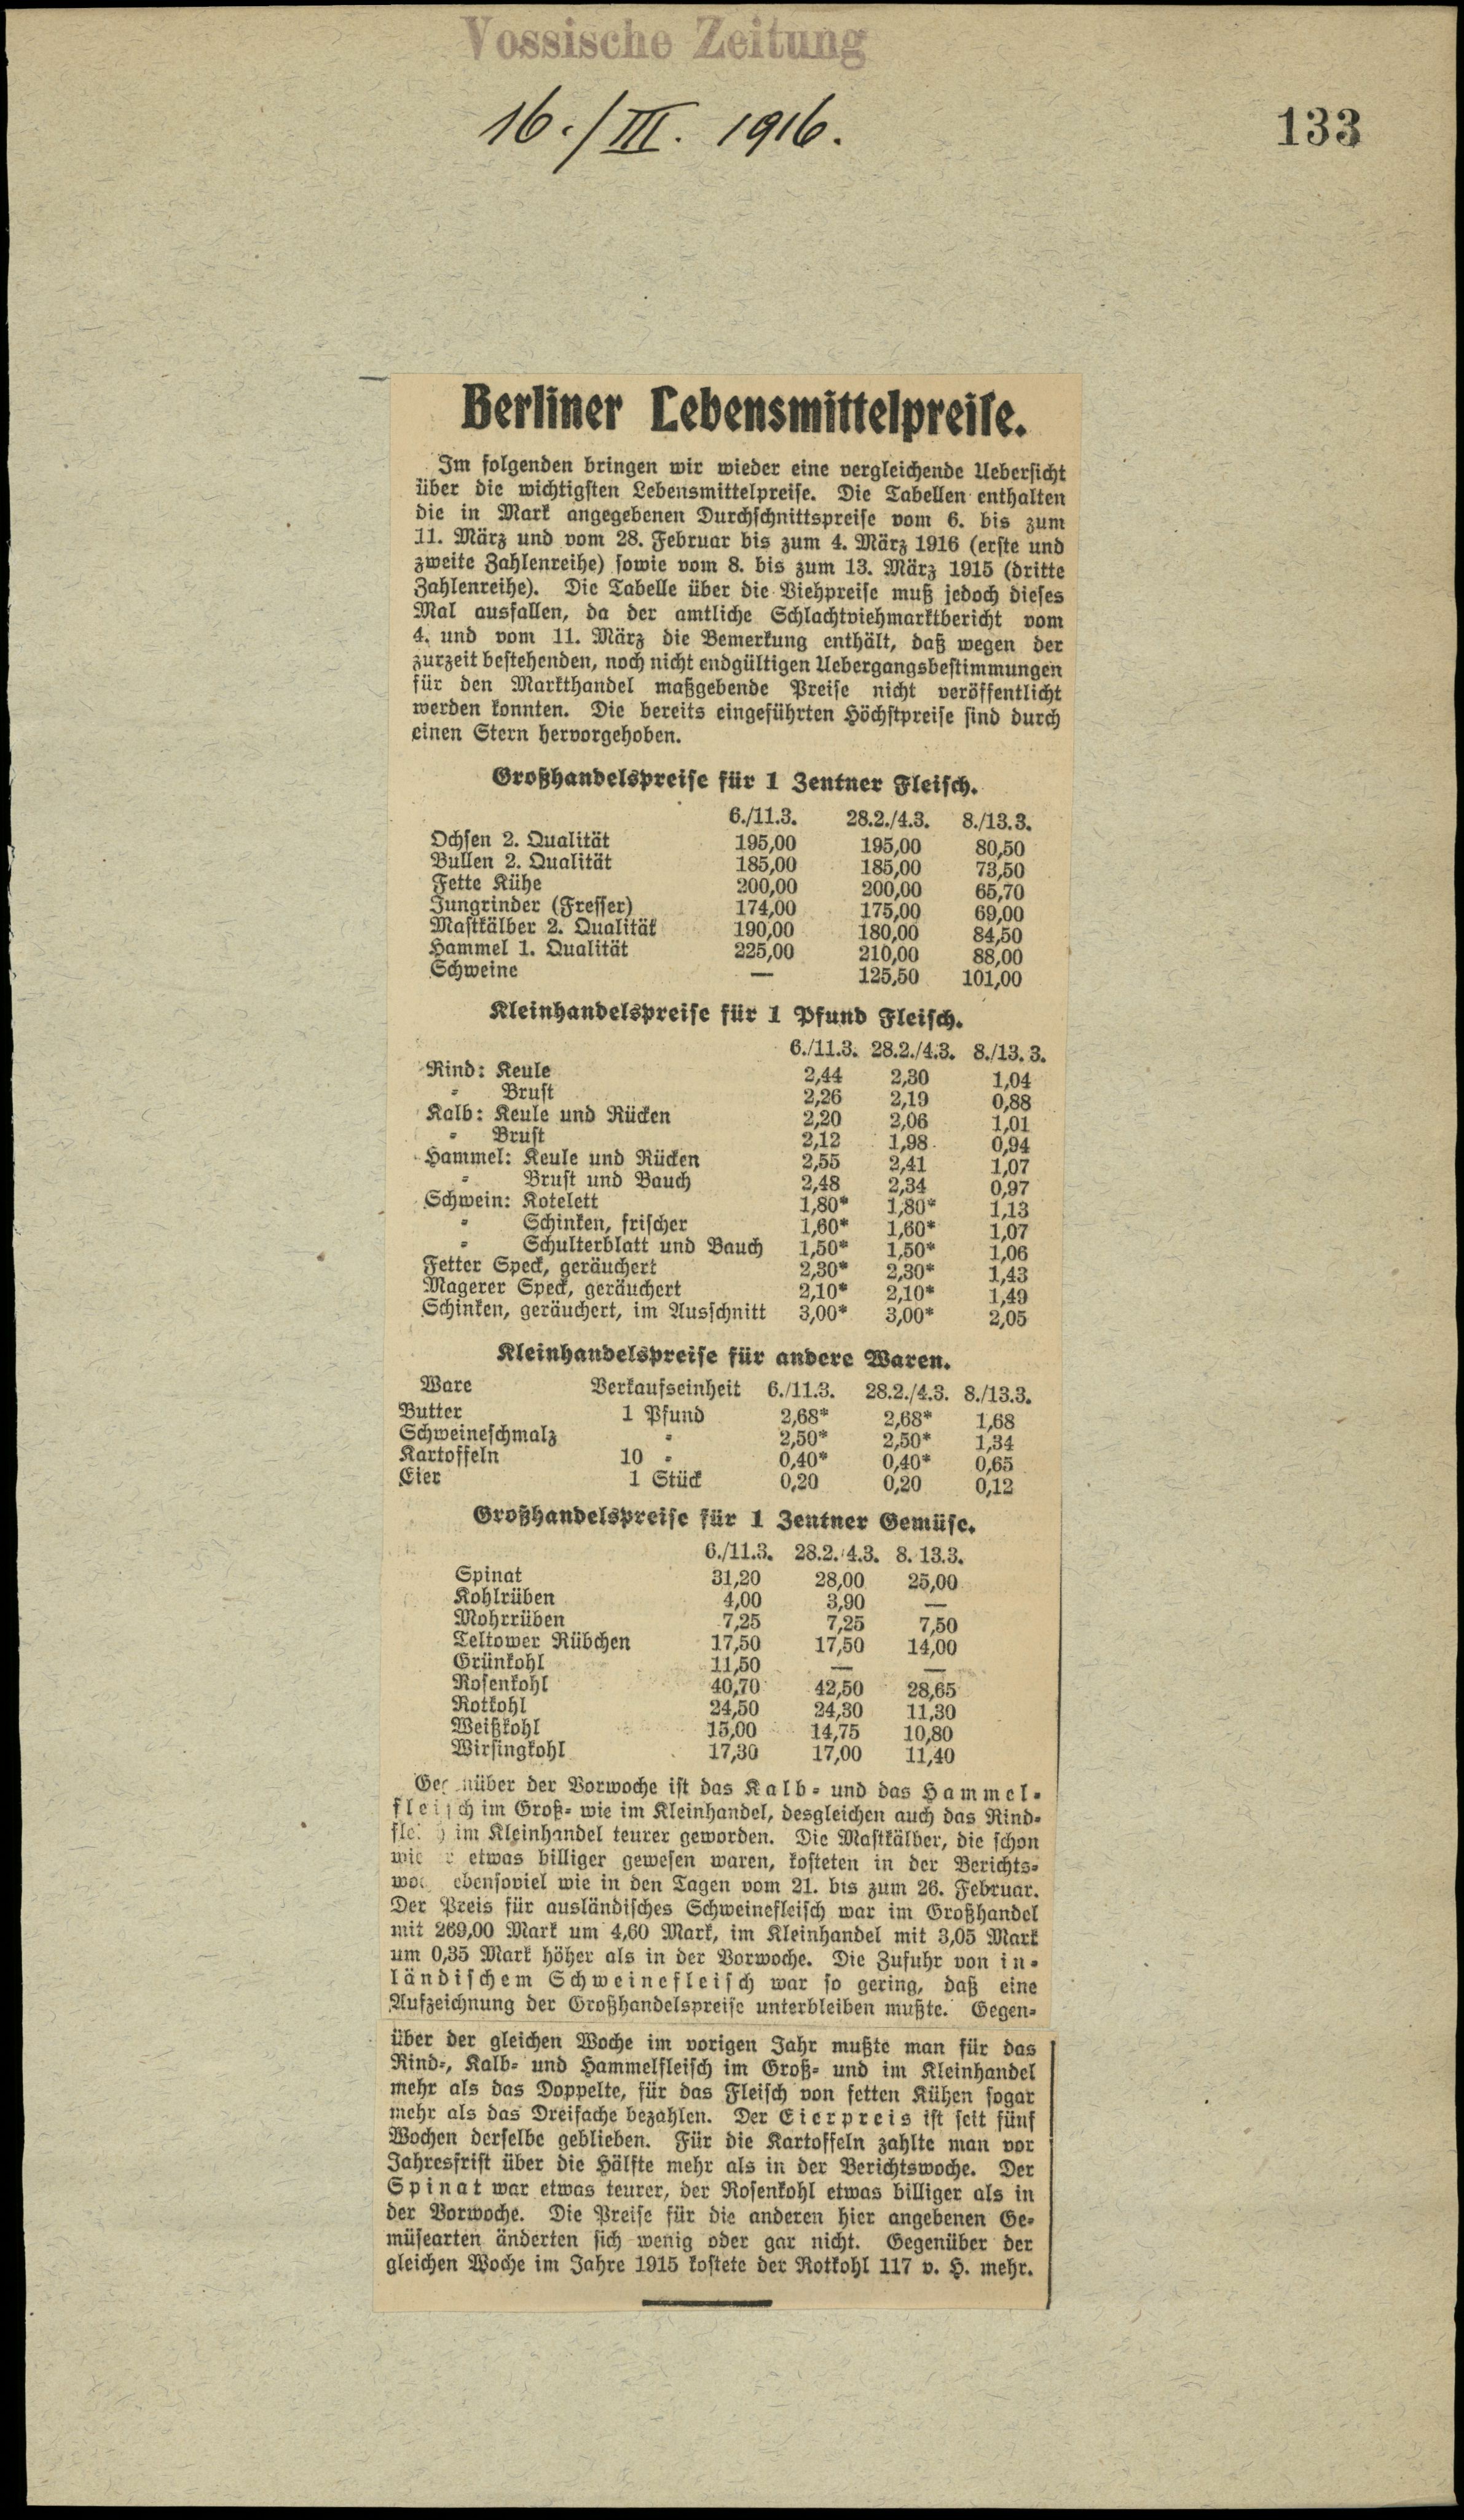 Vossische Zeitung
16./III. 1916.
133
Berliner Lebensmittelpreise.
Im folgenden bringen wir wieder eine vergleichende Uebersicht
über die wichtigsten Lebensmittelpreise. Die Tabellen enthalten
die in Mark angegebenen Durchschnittspreise vom 6. bis zum
11. März und vom 28. Februar bis zum 4. März 1916 (erste und
zweite Zahlenreihe) sowie vom 8. bis zum 13. März 1915 (dritte
Zahlenreihe). Die Tabelle über die Viehpreise muß jedoch dieses
Mal ausfallen, da der amtliche Schlachtviehmarktbericht vom
4. und vom 11. März die Bemerkung enthält, daß wegen der
zurzeit bestehenden, noch nicht endgültigen Uebergangsbestimmungen
für den Markthandel maßgebende Preise nicht veröffentlicht
werden konnten. Die bereits eingeführten Höchstpreise sind durch
einen Stern hervorgehoben.
Großhandelspreise für 1 Zentner Fleisch.
6./11.3. 28.2./4.3. 8./13.3.
Ochsen 2. Qualität 195,00 195,00 80,50
Bullen 2. Qualität 185,00 185,00 73,50
Fette Kühe 200,00 200,00 65,70
Jungrinder (Fresser) 174,00 175,00 69,00
Mastkälber 2. Qualität 190,00 180,00 84,50
Hammel 1. Qualität 225,00 210,00 88,00
Schweine — 125,50 101,00
Kleinhandelspreise für 1 Pfund Fleisch.
6./11.3. 28.2./4.3. 8./13.3.
Rind: Keule 2,44 2,30 1,04
" Brust 2,26 2,19 0,88
Kalb: Keule und Rücken 2,20 2,06 1,01
" Brust 2,12 1,98 0,94
Hammel: Keule und Rücken 2,55 2,41 1,07
" Brust und Bauch 2,48 2,34 0,97
Schwein: Kotelett 1,80* 1,80* 1,13
" Schinken, frischer 1,60* 1,60* 1,07
" Schulterblatt und Bauch 1,50* 1,50* 1,06
Fetter Speck, geräuchert 2,30* 2,30* 1,43
Magerer Speck, geräuchert 2,10* 2,10* 1,49
Schinken, geräuchert, im Ausschnitt 3,00* 3,00* 2,05
Kleinhandelspreise für andere Waren.
Ware Verkaufseinheit 6./11.3. 28.2./4.3. 8./13.3.
Butter 1 Pfund 2,68* 2,68* 1,68
Schweineschmalz " 2,50* 2,50* 1,34
Kartoffeln 10 " 0,40* 0,40* 0,65
Eier 1 Stück 0,20 0,20 0,12
Großhandelspreise für 1 Zentner Gemüse.
6./11.3. 28.2./4.3. 8. 13.3.
Spinat 31,20 28,00 25,00
Kohlrüben 4,00 3,90 —
Mohrrüben 7,25 7,25 7,50
Teltower Rübchen 17,50 17,50 14,00
Grünkohl 11,50 — —
Rosenkohl 40,70 42,50 28,65
Rotkohl 24,50 24,30 11,30
Weißkohl 15,00 14,75 10,80
Wirsingkohl 17,30 17,00 11,40
Gegenüber der Vorwoche ist das Kalb- und das Hammel-
fleisch im Groß- wie im Kleinhandel, desgleichen auch das Rind-
fleisch im Kleinhandel teurer geworden. Die Mastkälber, die schon
wieder etwas billiger gewesen waren, kosteten in der Berichts-
woche ebensoviel wie in den Tagen vom 21. bis zum 26. Februar.
Der Preis für ausländisches Schweinefleisch war im Großhandel
mit 269,00 Mark um 4,60 Mark, im Kleinhandel mit 3,05 Mark
um 0,35 Mark höher als in der Vorwoche. Die Zufuhr von in-
ländischem Schweinefleisch war so gering, daß eine
Aufzeichnung der Großhandelspreise unterbleiben mußte. Gegen-
über der gleichen Woche im vorigen Jahr mußte man für das
Rind-, Kalb- und Hammelfleisch im Groß- und im Kleinhandel
mehr als das Doppelte, für das Fleisch von fetten Kühen sogar
mehr als das Dreifache bezahlen. Der Eierpreis ist seit fünf
Wochen derselbe geblieben. Für die Kartoffeln zahlte man vor
Jahresfrist über die Hälfte mehr als in der Berichtswoche. Der
Spinat war etwas teurer, der Rosenkohl etwas billiger als in
der Vorwoche. Die Preise für die anderen hier angebenen Ge-
müsearten änderten sich wenig oder gar nicht. Gegenüber der
gleichen Woche im Jahre 1915 kostete der Rotkohl 117 v. H. mehr.